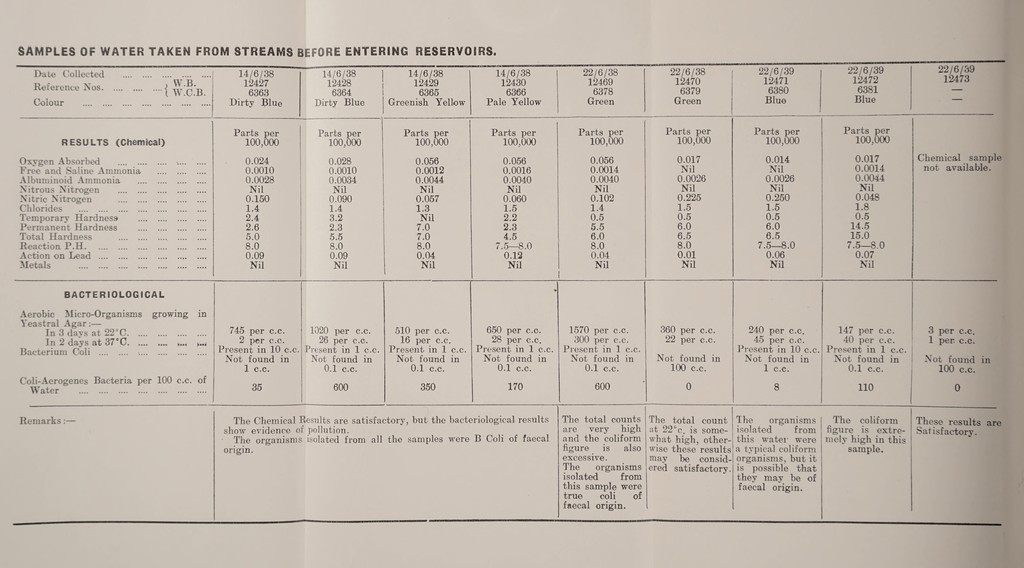 SAMPLES OF WATER TAKEN FROM STREAMS BEFORE ENTERING RESERVOIRS.
Date Collected .... .... .... .... .... 14/6/38 14/6/38 14/6/38 14/6/38 22/6/38 22/6/38 22/6/39 22/6/39 22/6/39
Reference Nos. .... .... .... { W.B. 12427 12428 12429 12430 12469 12470 12471 12472 12473
W.C.B. 6363 6364 6365 6366 6378 6379 6380 6381 —
Colour .... .... .... .... .... .... .... Dirty Blue Dirty Blue Greenish Yellow Pale Yellow Green Green Blue Blue —
RESULTS (Chemical) Parts per 100,000 Parts per 100,000 Parts per 100,000 Parts per 100,000 Parts per 100,000 Parts per 100,000 Parts per 100,000 Parts per 100,000
Oxygen Absorbed .... .... .... .... .... 0.024 0.028 0.056 0.056 0.056 0.017 0.014 0.017 Chemical sample
Free and Saline Ammonia .... .... .... 0.0010 0.0010 0.0012 0.0016 0.0014 Nil Nil 0.0014 not available.
Albuminoid Ammonia .... .... .... .... 0.0028 0.0034 0.0044 0.0040 0.0040 0.0026 0.0026 0.0044
Nitrous Nitrogen .... .... .... .... .... Nil Nil Nil Nil Nil Nil Nil Nil
Nitric Nitrogen .... .... .... .... .... 0.150 0.090 0.057 0.060 0.102 0.225 0.250 0.048
Chlorides .... .... .... .... .... .... .... 1.4 1.4 1.3 1.5 1.4 1.5 1.5 1.8
Temporary Hardness .... .... .... .... 2.4 3.2 Nil 2.2 0.5 0.5 0.5 0.5
Permanent Hardness .... .... .... .... 2.6 2.3 7.0 2.3 5.5 6.0 6.0 14.5
Total Hardness .... .... .... .... .... 5.0 5.5 7.0 4.5 6.0 6.5 6.5 15.0
Reaction P.H. .... .... .... .... .... .... 8.0 8.0 8.0 7.5—8.0 8.0 8.0 7.5—8.0 7.5—8.0
Action on Lead .... .... .... .... .... .... 0.09 0.09 0.04 0.12 0.04 0.01 0.06 0.07
Metals .... .... .... .... .... .... .... Nil Nil Nil Nil Nil Nil Nil Nil
BACTERIOLOGICAL
Aerobic Micro-Organisms growing in
Yeastral Agar:—
In 3 days at 22°C. .... .... .... .... 745 per c.c. 1020 per c.c. 510 per c.c. 650 per c.c. 1570 per c.c. 360 per c.c. 240 per c.c. 147 per c.c. 3 per c.c.
In 2 days at 37°C. .... .... .... .... 2 per c.c. 26 per c.c. 16 per c.c. 28 per c.c. 300 per c.c. 22 per c.c. 45 per c.c. 40 per c.c. 1 per c.c.
Bacterium Coli .... .... .... .... .... .... Present in 10 c.c. Present in 1 c.c. Present in 1 c.c. Present in 1 c.c. Present in 1 c.c. Present in 10 c.c. Present in 1 c.c.
Not found in Not found in Not found in Not found in Not found in Not found in Not found in Not found in Not found in
1 c.c. 0.1 c.c. 0.1 c.c. 0.1 c.c. 0.1 c.c. 100 c.c. 1 c.c. 0.1 c.c. 100 c.c.
Coli-Aerogenes Bacteria per 100 c.c. of
Water .... .... .... .... .... .... .... 35 600 350 170 600 0 8 110 0
Remarks:—
The Chemical Results are satisfactory, but the bacteriological results
show evidence of pollution.
The organisms isolated from all the samples were B Coli of faecal
origin.
The total counts
are very high
and the coliform
figure is also
excessive.
The organisms
isolated from
this sample were
true coli of
faecal origin.
The total count
at 22°c, is some-
what high, other-
wise these results
may be consid-
ered satisfactory.
The organisms
isolated from
this water were
a typical coliform
organisms, but it
is possible that
they may be of
faecal origin.
The coliform
figure is extre-
mely high in this
sample.
These results are
Satisfactory.